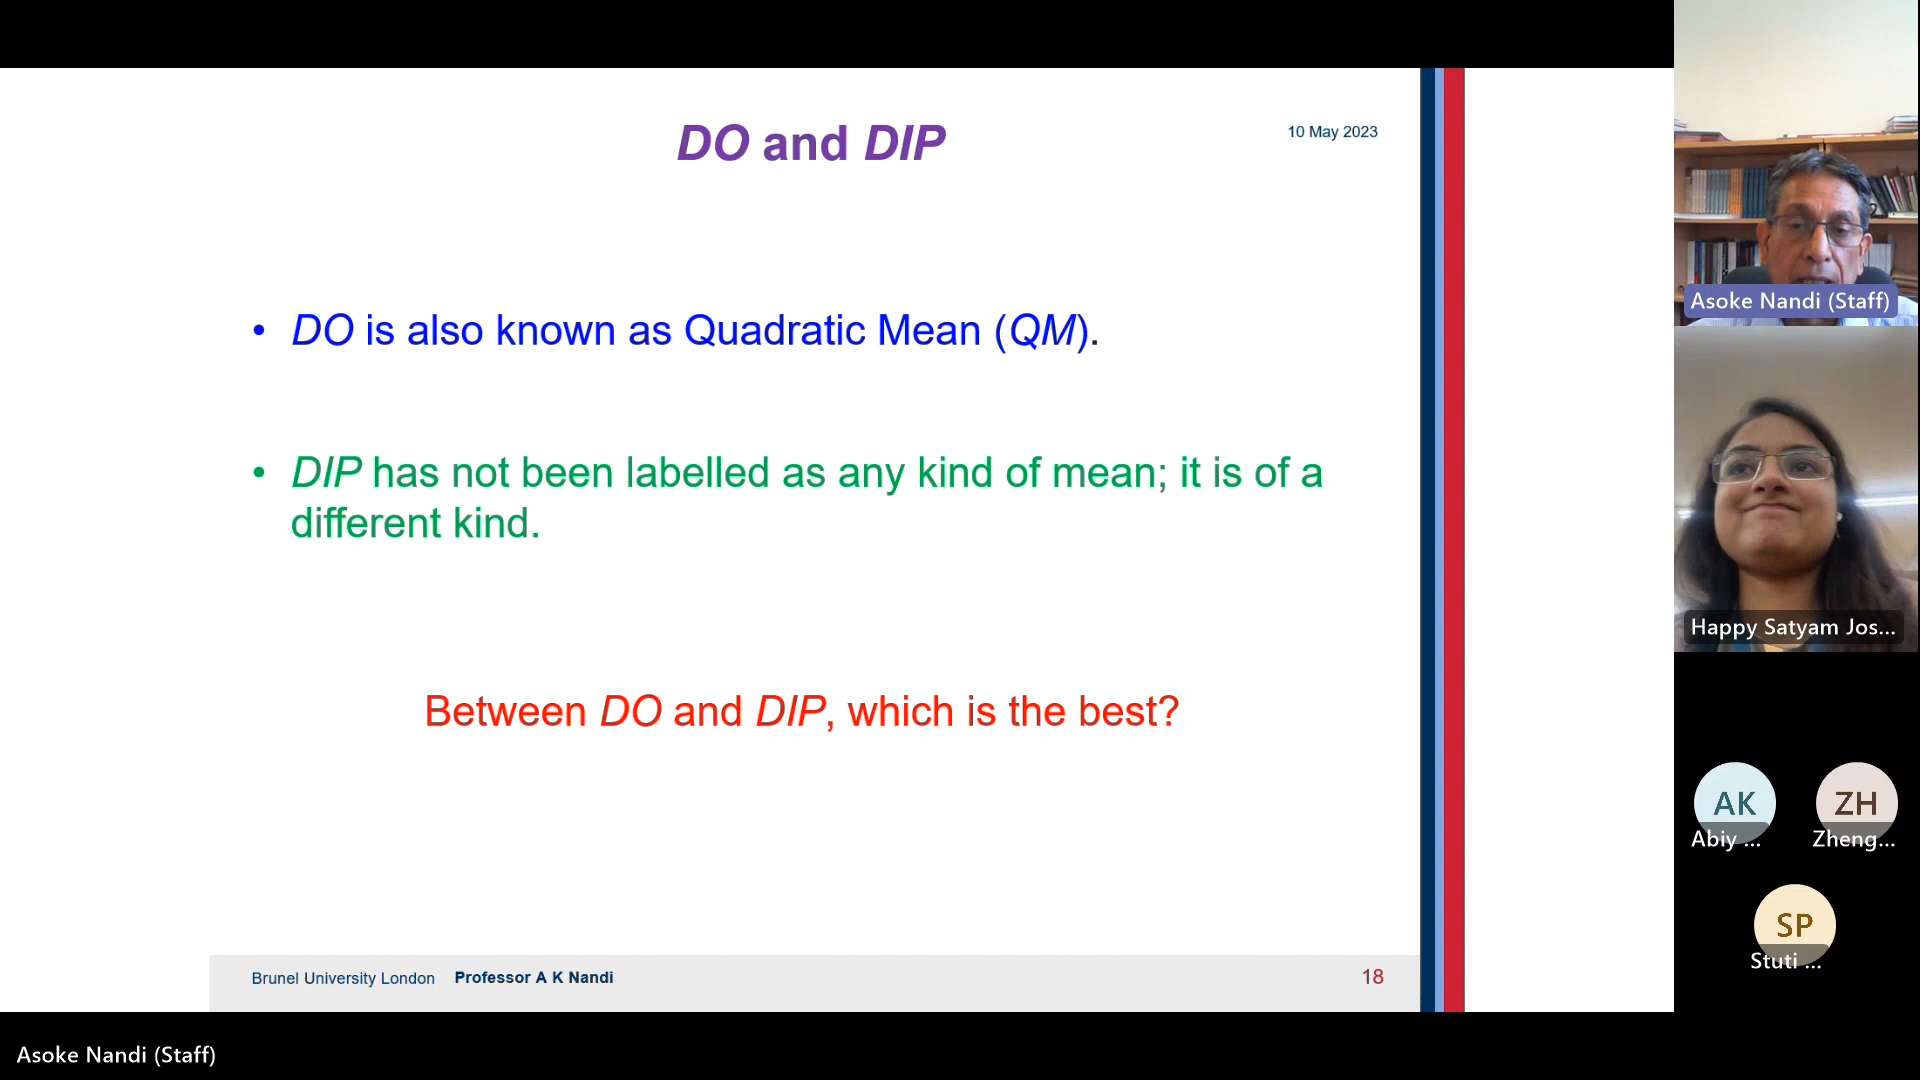 DO and DIP
10 May 2023
• DO is also known as Quadratic Mean (QM).
• DIP has not been labelled as any kind of mean; it is of a
different kind.
Between DO and DIP, which is the best?
Brunel University London Professor A K Nandi
18
Asoke Nandi (Staff)
Happy Satyam Jos...
AK
Abiy ...
ZH
Zheng...
SP
Stuti ...
Asoke Nandi (Staff)